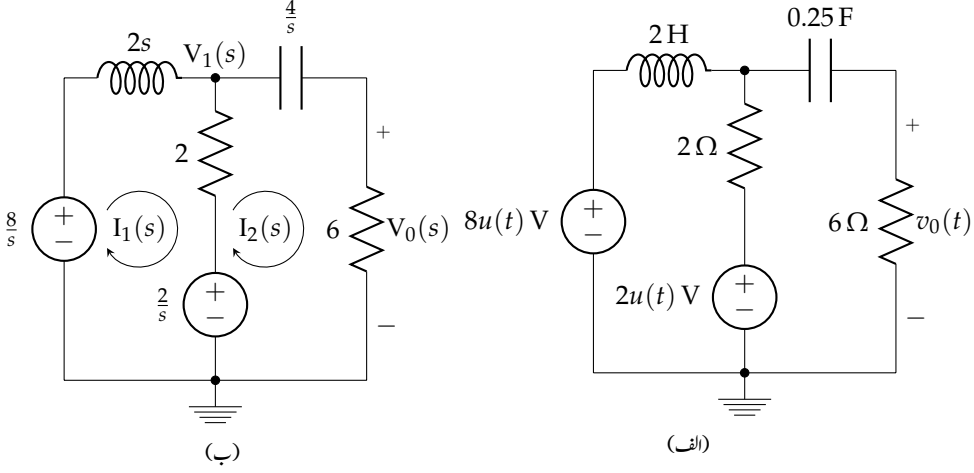 2 H
0.25 F
2 Ω
+
8u(t) V
+
−
6 Ω
v₀(t)
2u(t) V
+
−
−
(الف)
2s
V₁(s)
4/s
2
+
8/s
+
−
I₁(s)
I₂(s)
6
V₀(s)
2/s
+
−
−
(ب)